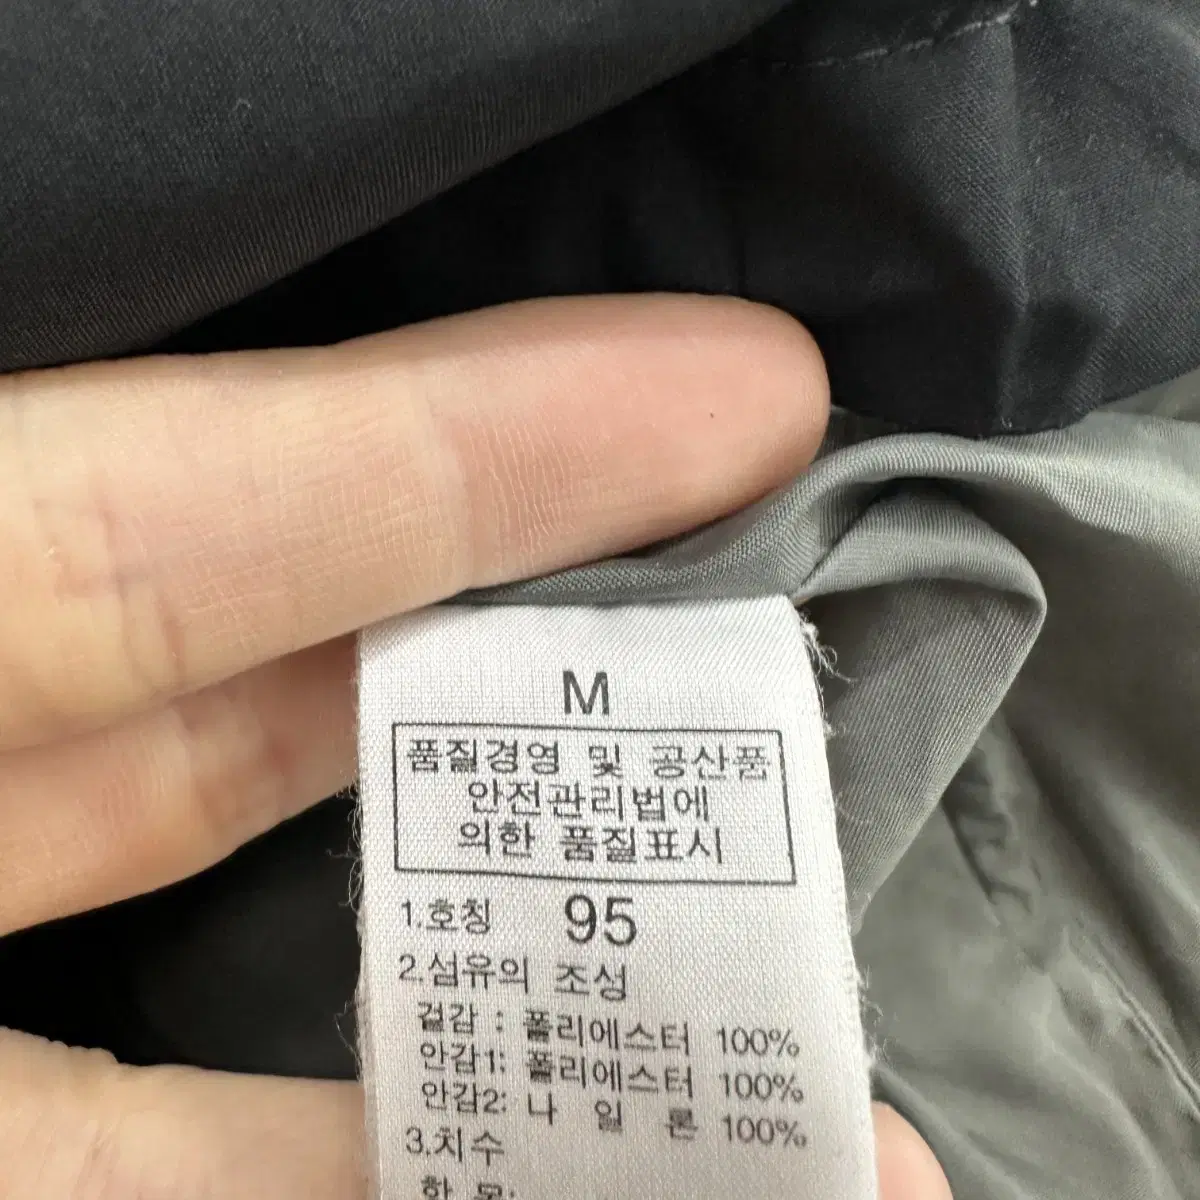 M
품질경영 및 공산품
안전관리법에
의한 품질표시
1.호칭 95
2.섬유의 조성
겉감 : 폴리에스터 100%
안감1: 폴리에스터 100%
안감2: 나 일 론 100%
3.치수